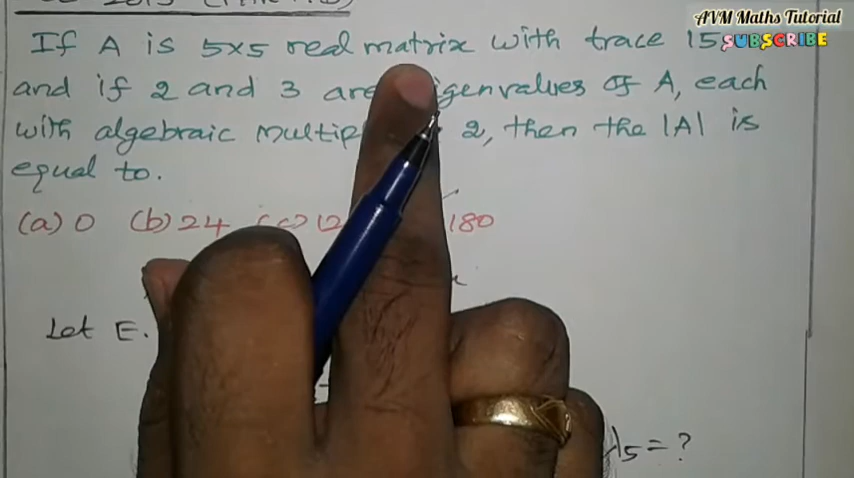 AVM Maths Tutorial
SUBSCRIBE
If A is 5x5 real matrix with trace 15
and if 2 and 3 are eigenvalues of A, each
with algebraic 2, then the |A| is
equal to.
(a) 0 (b) 24 (c) 180
Let E.
λ5 = ?